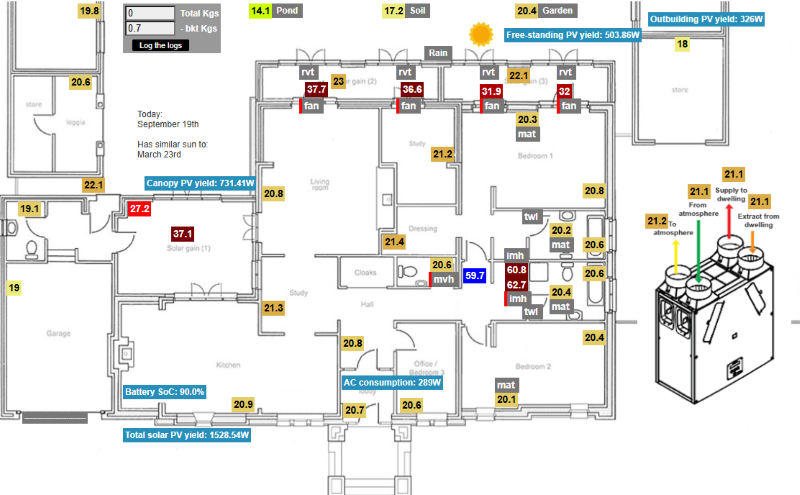 19.8
0 Total Kgs
0.7 - bkt Kgs
Log the logs
14.1 Pond
17.2 Soil
20.4 Garden
Outbuilding PV yield: 326W
Free-standing PV yield: 503.86W
Rain
18
store
rvt
23
gain (2)
rvt
rvt
22.1
gain (3)
rvt
37.7
36.6
31.9
32
fan
fan
fan
fan
20.6
store
loggia
Today:
September 19th
Has similar sun to:
March 23rd
20.3
mat
Study
21.2
Bedroom 1
22.1
Canopy PV yield: 731.41W
Living
room
20.8
20.8
19.1
27.2
37.1
Solar gain (1)
Dressing
twl
20.2
mat
20.6
21.4
imh
20.6
mvh
59.7
60.8
62.7
imh
20.6
20.4
mat
twl
Cloaks
19
Study
21.3
Hall
Garage
Kitchen
20.8
Office /
Bedroom 3
20.4
Bedroom 2
AC consumption: 289W
mat
20.1
Battery SoC: 90.0%
20.9
20.7
20.6
Total solar PV yield: 1528.54W
21.1
Supply to
dwelling
21.1
From
atmosphere
21.1
Extract from
dwelling
21.2
To
atmosphere